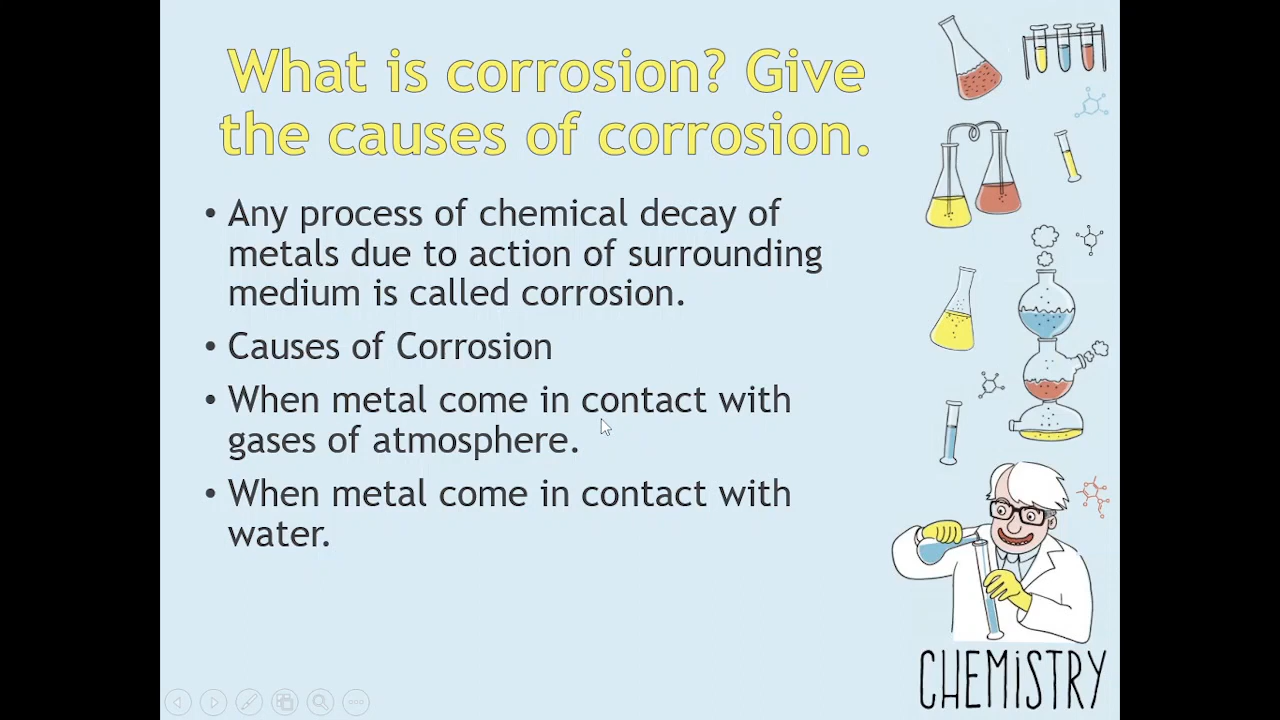 What is corrosion? Give
the causes of corrosion.
• Any process of chemical decay of
metals due to action of surrounding
medium is called corrosion.
• Causes of Corrosion
• When metal come in contact with
gases of atmosphere.
• When metal come in contact with
water.
CHEMiSTRY